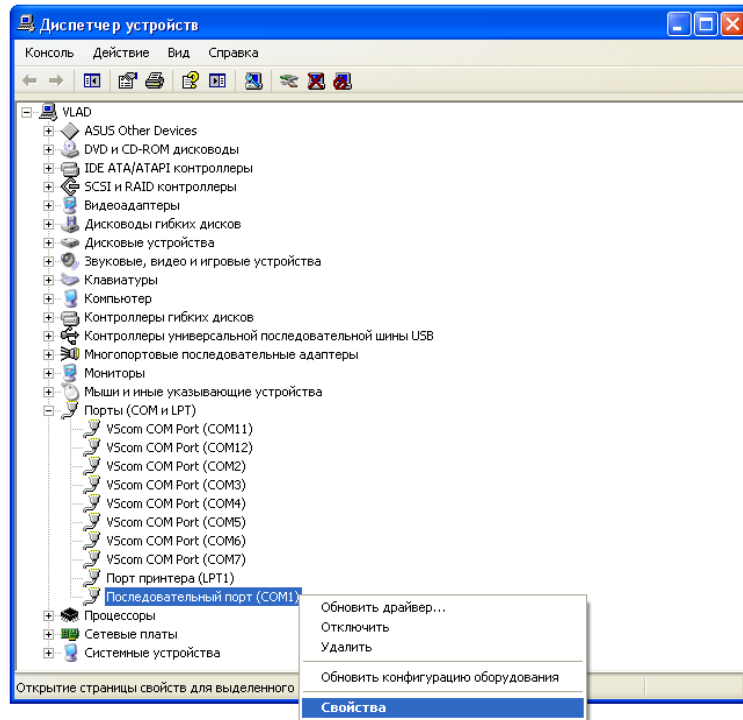 Диспетчер устройств
Консоль Действие Вид Справка
VLAD
ASUS Other Devices
DVD и CD-ROM дисководы
IDE ATA/ATAPI контроллеры
SCSI и RAID контроллеры
Видеоадаптеры
Дисководы гибких дисков
Дисковые устройства
Звуковые, видео и игровые устройства
Клавиатуры
Компьютер
Контроллеры гибких дисков
Контроллеры универсальной последовательной шины USB
Многопортовые последовательные адаптеры
Мониторы
Мыши и иные указывающие устройства
Порты (COM и LPT)
VScom COM Port (COM11)
VScom COM Port (COM12)
VScom COM Port (COM2)
VScom COM Port (COM3)
VScom COM Port (COM4)
VScom COM Port (COM5)
VScom COM Port (COM6)
VScom COM Port (COM7)
Порт принтера (LPT1)
Последовательный порт (COM1)
Процессоры
Сетевые платы
Системные устройства
Обновить драйвер...
Отключить
Удалить
Обновить конфигурацию оборудования
Свойства
Открытие страницы свойств для выделенного